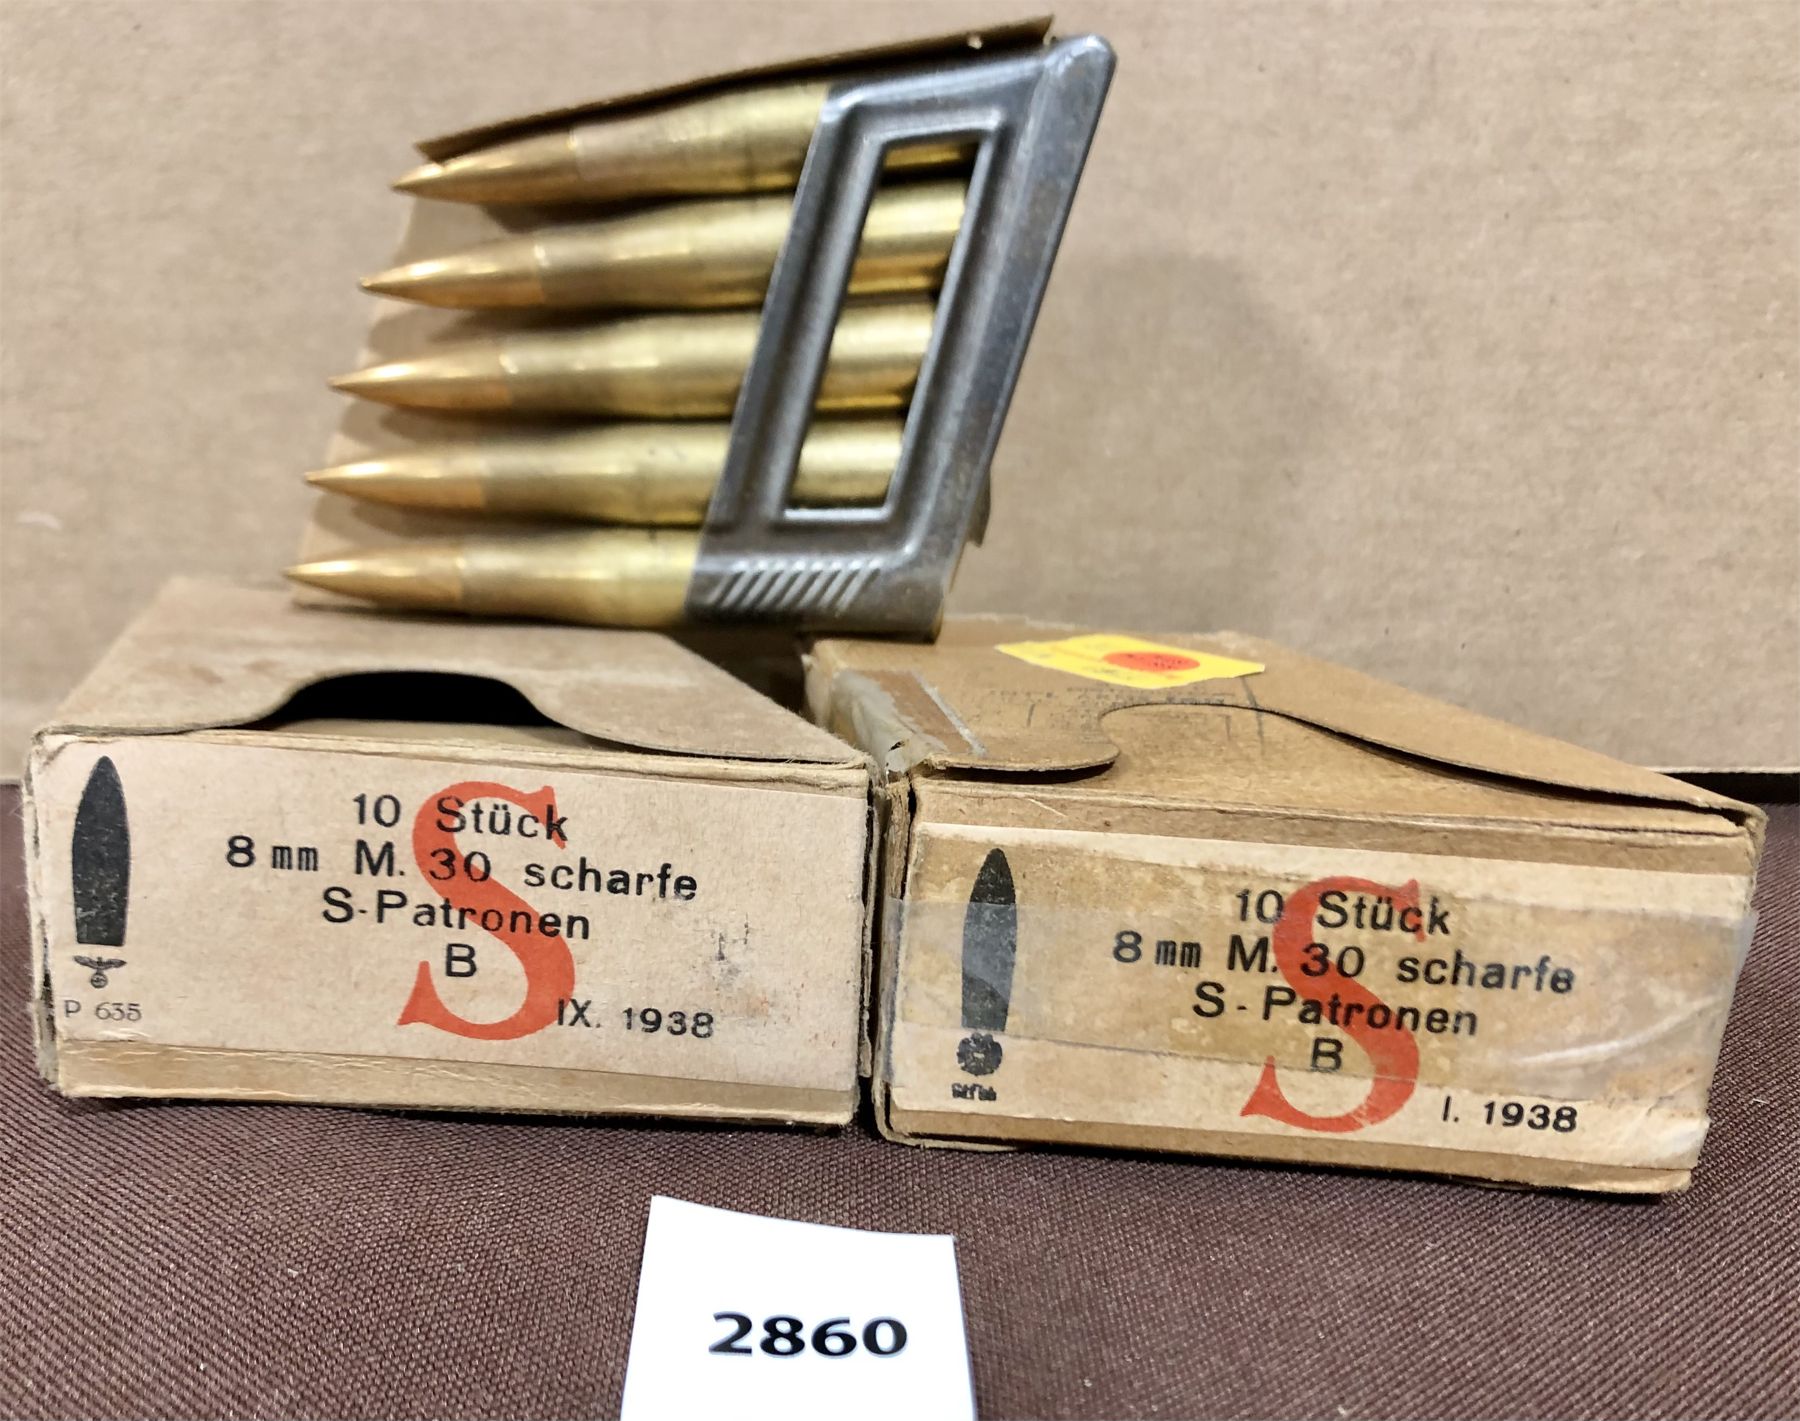 10 Stück
8 mm M. 30 scharfe
S-Patronen
B
IX. 1938
P 635
S
10 Stück
8 mm M. 30 scharfe
S - Patronen
B
I. 1938
S
2860